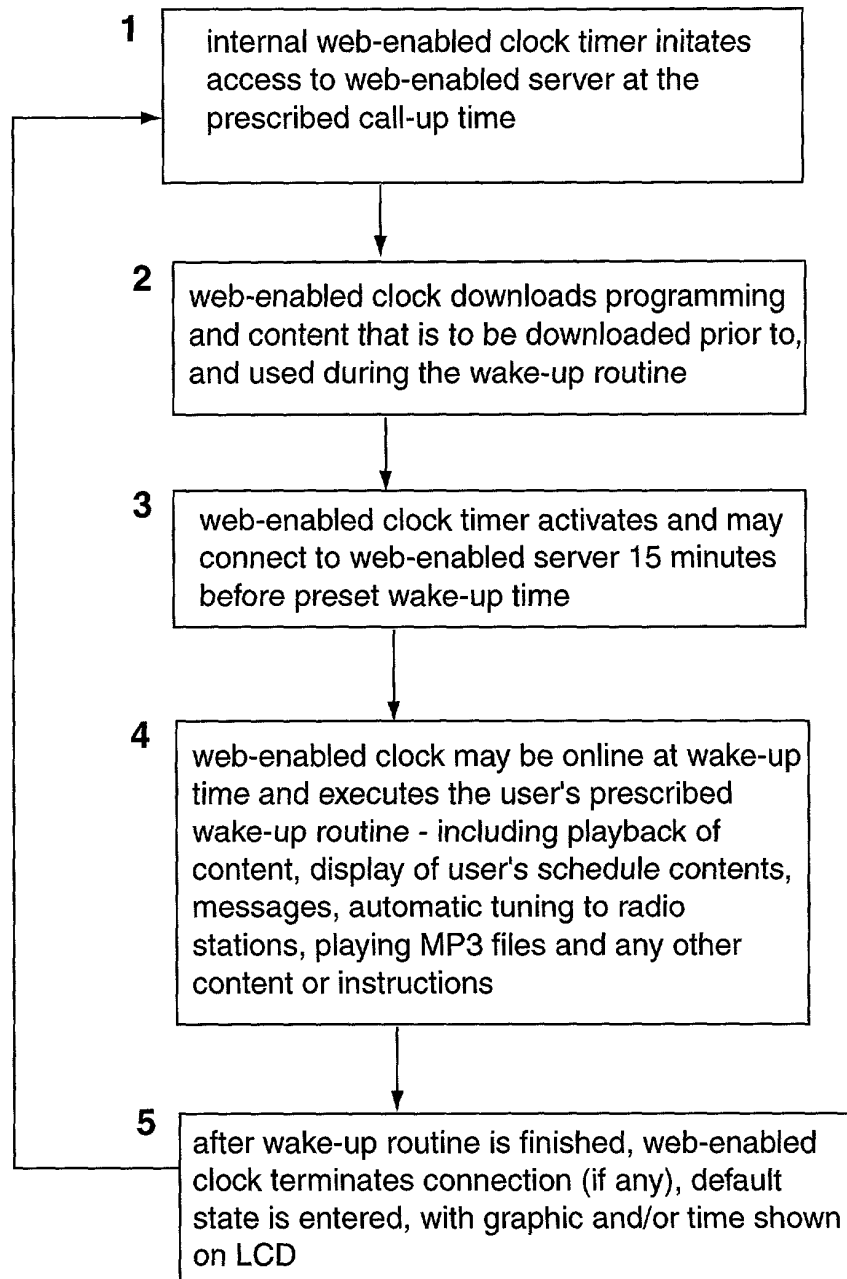 1
internal web-enabled clock timer initates
access to web-enabled server at the
prescribed call-up time
2
web-enabled clock downloads programming
and content that is to be downloaded prior to,
and used during the wake-up routine
3
web-enabled clock timer activates and may
connect to web-enabled server 15 minutes
before preset wake-up time
4
web-enabled clock may be online at wake-up
time and executes the user's prescribed
wake-up routine - including playback of
content, display of user's schedule contents,
messages, automatic tuning to radio
stations, playing MP3 files and any other
content or instructions
5
after wake-up routine is finished, web-enabled
clock terminates connection (if any), default
state is entered, with graphic and/or time shown
on LCD